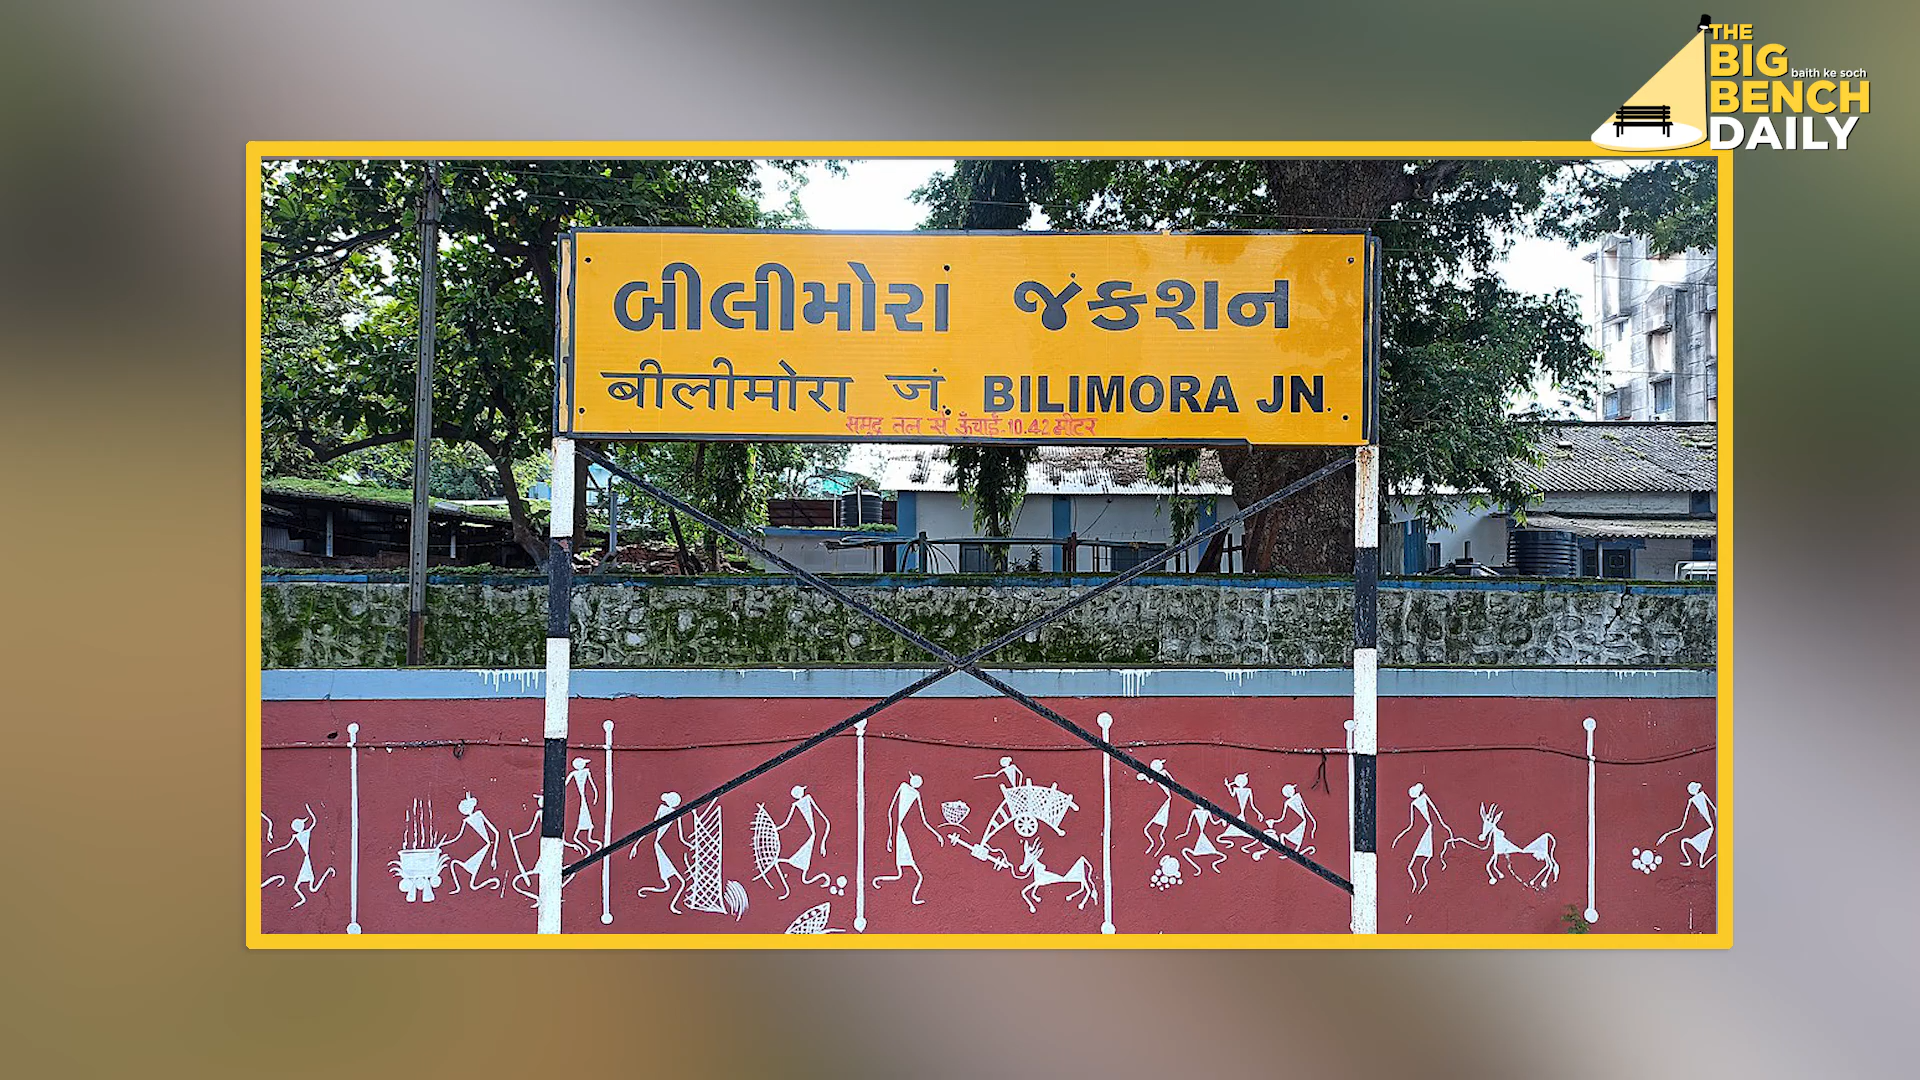 THE
BIG baith ke soch
BENCH
DAILY
બીલીમોરા જંકશન
बीलीमोरा जं. BILIMORA JN.
समुद्र तल से ऊँचाई 10.42 मीटर